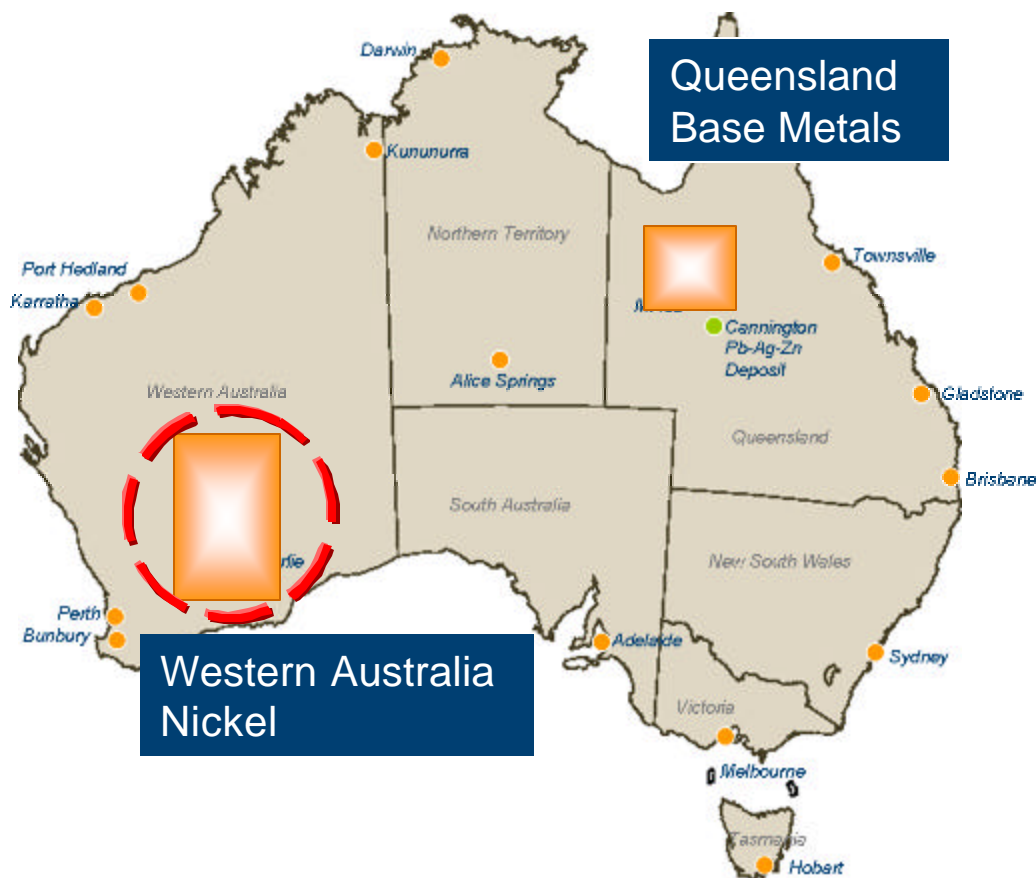 Darwin
Queensland
Base Metals
Kununurra
Northern Territory
Townsville
Port Hedland
Karratha
Cannington
Pb-Ag-Zn
Deposit
Alice Springs
Western Australia
Gladstone
Queensland
Brisbane
South Australia
New South Wales
rlie
Perth
Bunbury
Adelaide
Sydney
Western Australia
Nickel
Victoria
Melbourne
Tasmania
Hobart